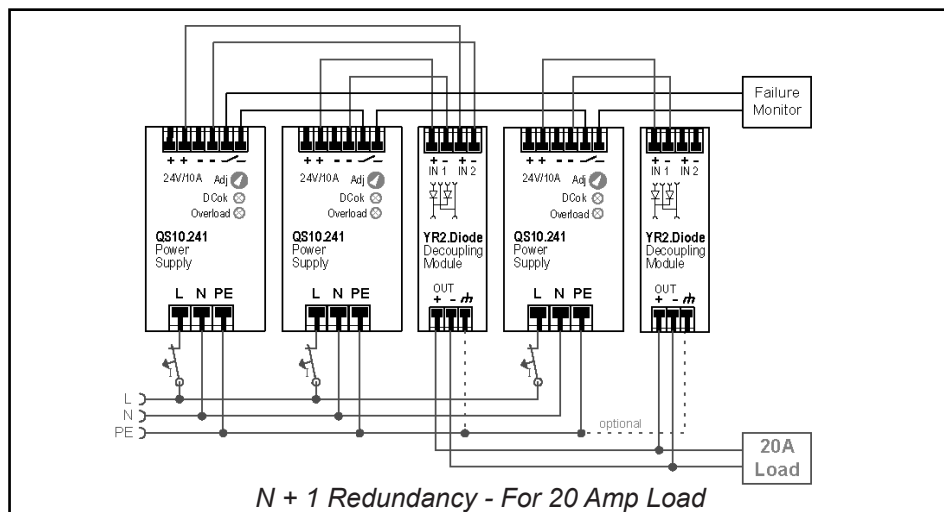 Failure
Monitor
+ + - -
24V/10A Adj
DCok
Overload
QS10.241
Power
Supply
L N PE
I
+ + - -
24V/10A Adj
DCok
Overload
QS10.241
Power
Supply
L N PE
I
+ - + -
IN 1 IN 2
YR2.Diode
Decoupling
Module
OUT
+ -
+ + - -
24V/10A Adj
DCok
Overload
QS10.241
Power
Supply
L N PE
I
+ - + -
IN 1 IN 2
YR2.Diode
Decoupling
Module
OUT
+ -
L
N
PE
optional
20A
Load
N + 1 Redundancy - For 20 Amp Load